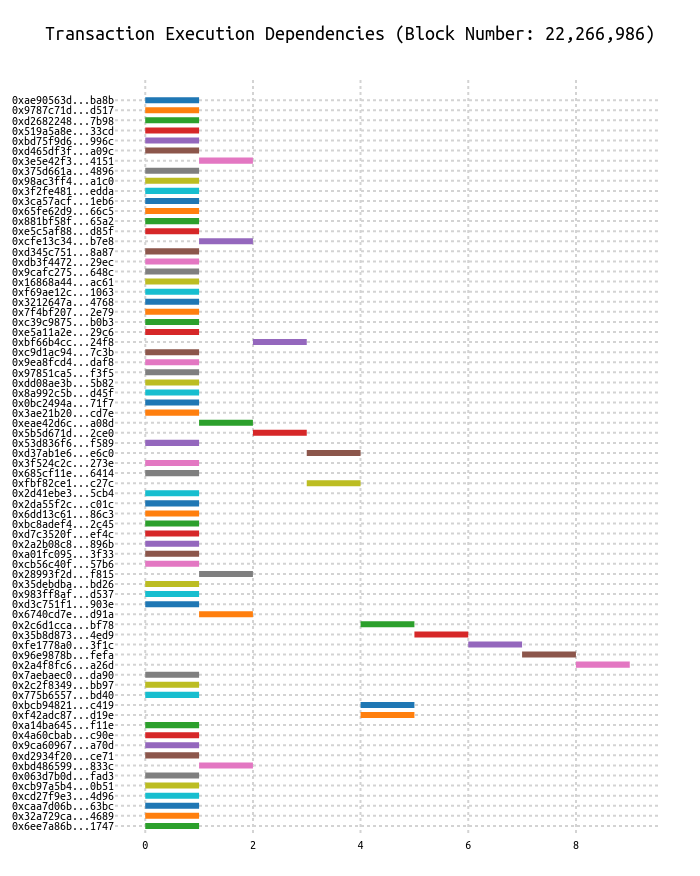 Transaction Execution Dependencies (Block Number: 22,266,986)
0xae90563d...ba8b
0x9787c71d...d517
0xd2682248...7b98
0x519a5a8e...33cd
0xbd75f9d6...996c
0xd465df3f...a09c
0x3e5e42f3...4151
0x375d661a...4896
0x98ac3ff4...a1c0
0x3f2fe481...edda
0x3ca57acf...1eb6
0x65fe62d9...66c5
0x881bf58f...65a2
0xe5c5af88...d85f
0xcfe13c34...b7e8
0xd345c751...8a87
0xdb3f4472...29ec
0x9cafc275...648c
0x16868a44...ac61
0xf69ae12c...1063
0x3212647a...4768
0x7f4bf207...2e79
0xc39c9875...b0b3
0xe5a11a2e...29c6
0xbf66b4cc...24f8
0xc9d1ac94...7c3b
0x9ea8fcd4...daf8
0x97851ca5...f3f5
0xdd08ae3b...5b82
0x8a992c5b...d45f
0x0bc2494a...71f7
0x3ae21b20...cd7e
0xeae42d6c...a08d
0x5b5d671d...2ce0
0x53d836f6...f589
0xd37ab1e6...e6c0
0x3f524c2c...273e
0x685cf11e...6414
0xfbf82ce1...c27c
0x2d41ebe3...5cb4
0x2da55f2c...c01c
0x6dd13c61...86c3
0xbc8adef4...2c45
0xd7c3520f...ef4c
0x2a2b08c8...896b
0xa01fc095...3f33
0xcb56c40f...57b6
0x28993f2d...f815
0x35debdba...bd26
0x983ff8af...d537
0xd3c751f1...903e
0x6740cd7e...d91a
0x2c6d1cca...bf78
0x35b8d873...4ed9
0xfe1778a0...3f1c
0x96e9878b...fefa
0x2a4f8fc6...a26d
0x7aebaec0...da90
0x2c2f8349...bb97
0x775b6557...bd40
0xbcb94821...c419
0xf42adc87...d19e
0xa14ba645...f11e
0x4a60cbab...c90e
0x9ca60967...a70d
0xd2934f20...ce71
0xbd486599...833c
0x063d7b0d...fad3
0xcb97a5b4...0b51
0xcd27f9e3...4d96
0xcaa7d06b...63bc
0x32a729ca...4689
0x6ee7a86b...1747
0 2 4 6 8